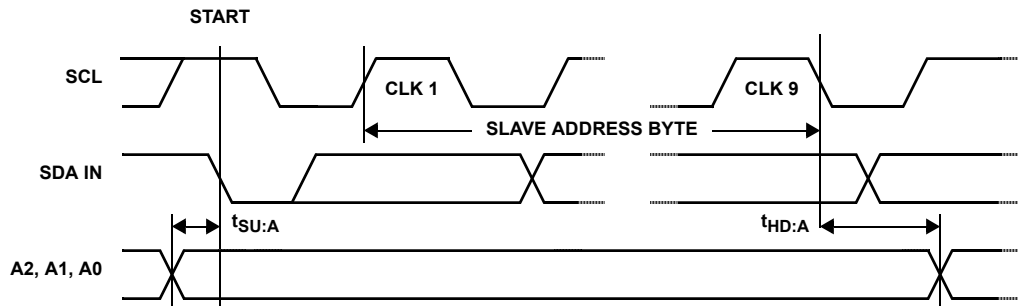 START
SCL
CLK 1
CLK 9
SLAVE ADDRESS BYTE
SDA IN
tSU:A
tHD:A
A2, A1, A0